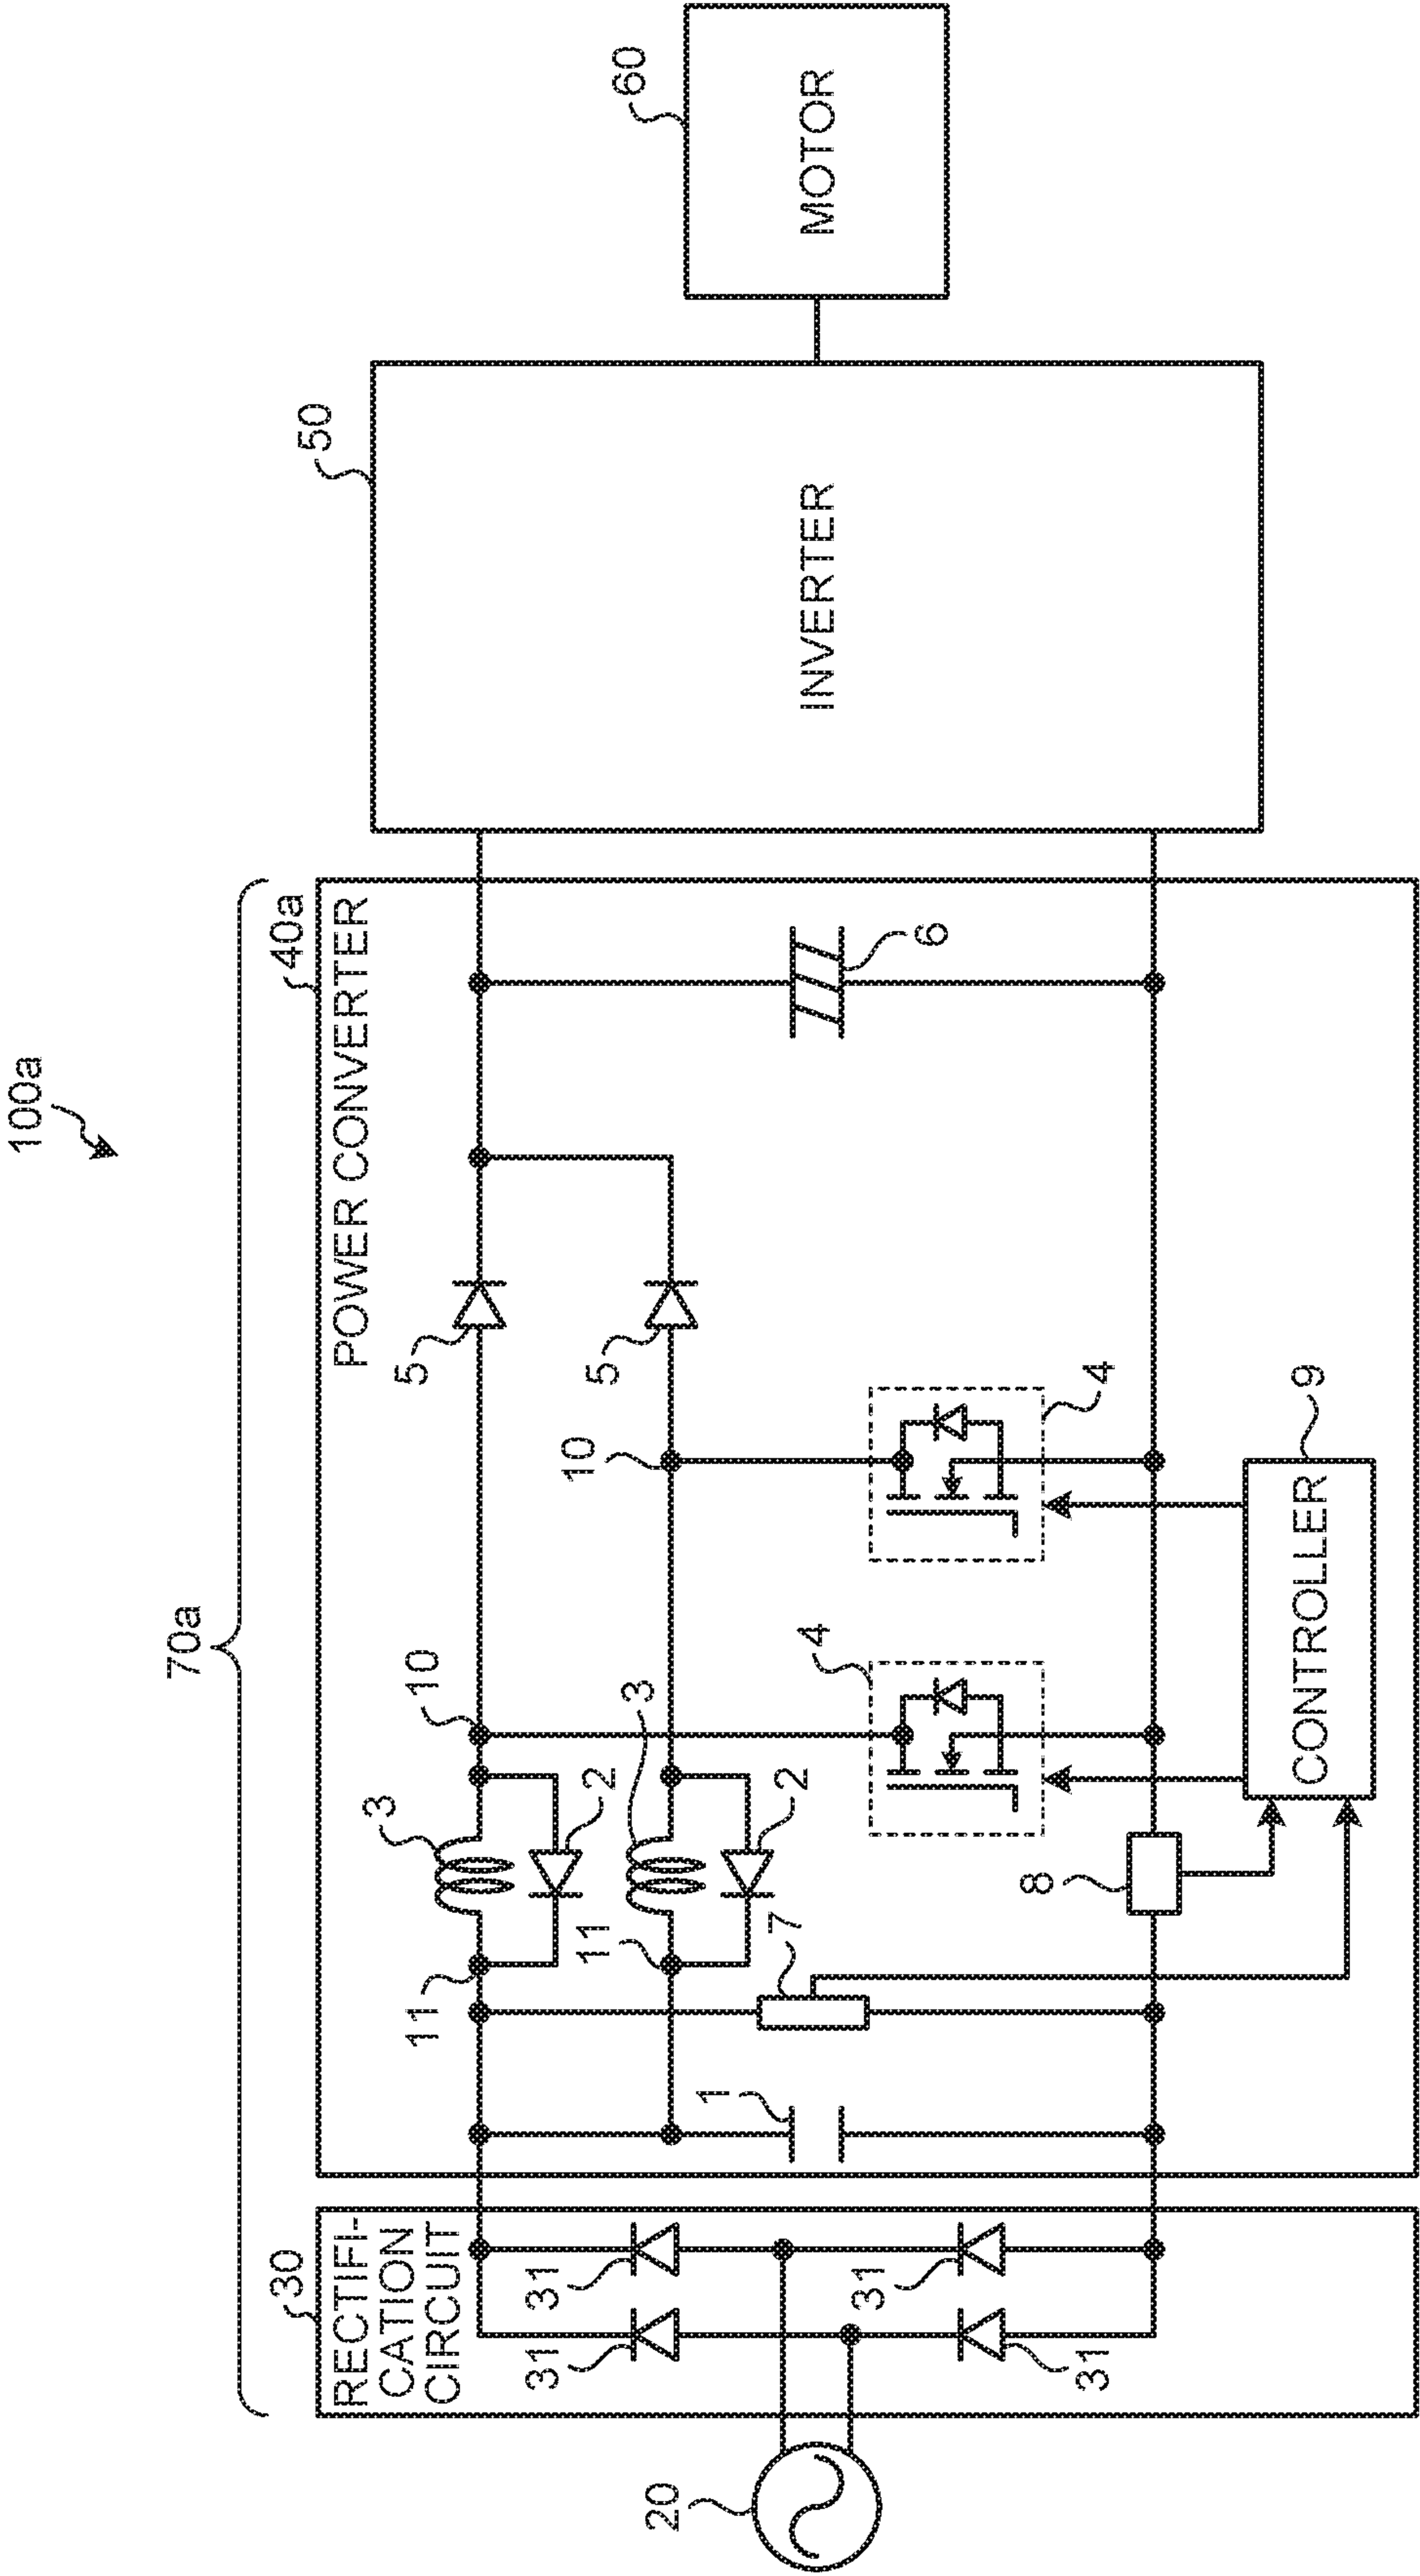 100a
70a
30
RECTIFI-
CATION
CIRCUIT
40a
POWER CONVERTER
50
INVERTER
60
MOTOR
20
31
31
31
31
1
11
11
3
3
2
2
10
10
5
5
7
4
4
6
8
9
CONTROLLER